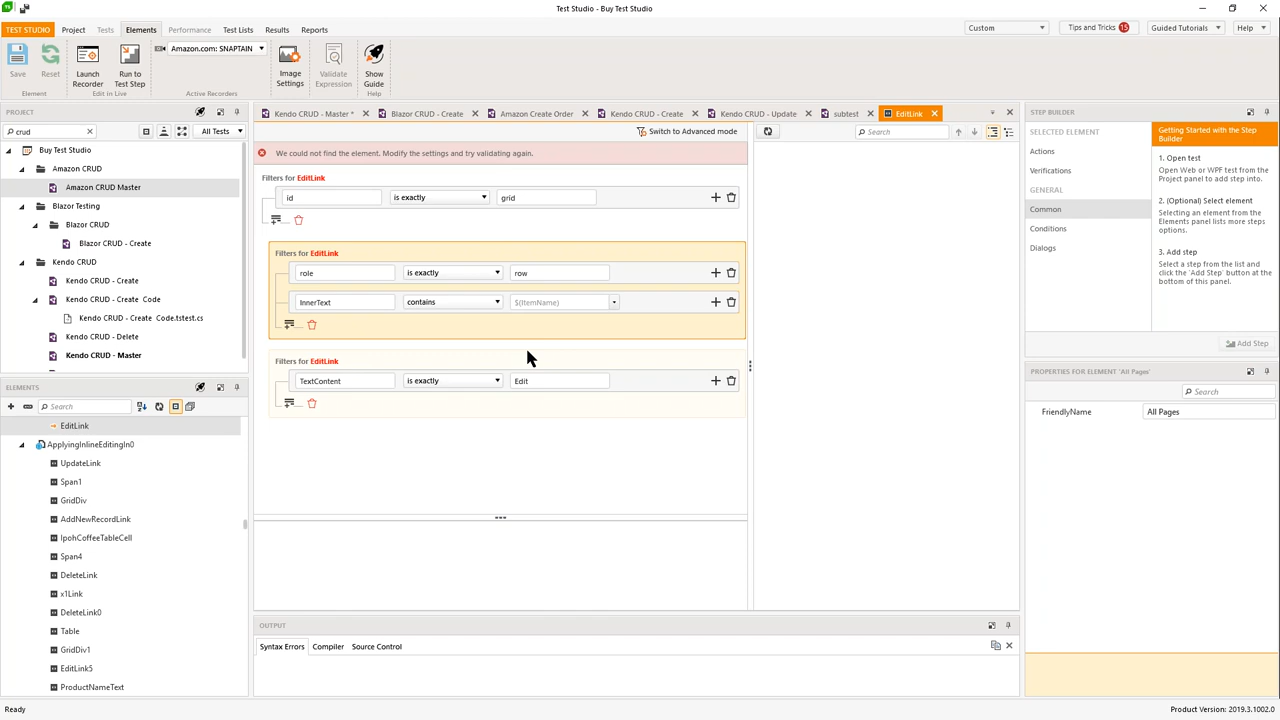 Test Studio - Buy Test Studio
TEST STUDIO
Project
Tests
Elements
Performance
Test Lists
Results
Reports
Custom
Tips and Tricks
15
Guided Tutorials
Help
Save
Reset
Launch
Recorder
Run to
Test Step
Amazon.com: SNAPTAIN
Image
Settings
Validate
Expression
Show
Guide
Element
Edit in Live
Active Recorders
Help
PROJECT
crud
All Tests
Buy Test Studio
Amazon CRUD
Amazon CRUD Master
Blazor Testing
Blazor CRUD
Blazor CRUD - Create
Kendo CRUD
Kendo CRUD - Create
Kendo CRUD - Create Code
Kendo CRUD - Create Code.tstest.cs
Kendo CRUD - Delete
Kendo CRUD - Master
ELEMENTS
Search
EditLink
ApplyingInlineEditingIn0
UpdateLink
Span1
GridDiv
AddNewRecordLink
IpohCoffeeTableCell
Span4
DeleteLink
x1Link
DeleteLink0
Table
GridDiv1
EditLink5
ProductNameText
Kendo CRUD - Master *
Blazor CRUD - Create
Amazon Create Order
Kendo CRUD - Create
Kendo CRUD - Update
subtest
EditLink
Switch to Advanced mode
Search
We could not find the element. Modify the settings and try validating again.
Filters for EditLink
id
is exactly
grid
Filters for EditLink
role
is exactly
row
InnerText
contains
$(ItemName)
Filters for EditLink
TextContent
is exactly
Edit
OUTPUT
Syntax Errors
Compiler
Source Control
STEP BUILDER
SELECTED ELEMENT
Actions
Verifications
GENERAL
Common
Conditions
Dialogs
Getting Started with the Step
Builder
1. Open test
Open Web or WPF test from the
Project panel to add step into.
2. (Optional) Select
element
Selecting an element from the
Elements panel lists more steps
options.
3. Add step
Select a step from the list and
click the 'Add Step' button at the
bottom of this panel.
Add Step
PROPERTIES FOR ELEMENT 'All Pages'
Search
FriendlyName
All Pages
Ready
Product Version: 2019.3.1002.0